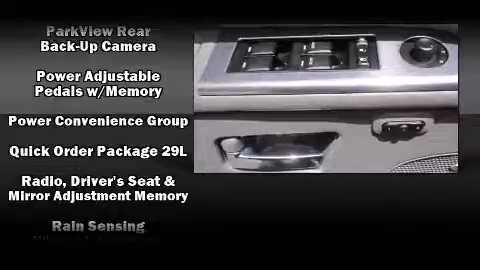 ParkView Rear
Back-Up Camera
Power Adjustable
Pedals w/Memory
Power Convenience Group
Quick Order Package 29L
Radio, Driver's Seat &
Mirror Adjustment Memory
Rain Sensing